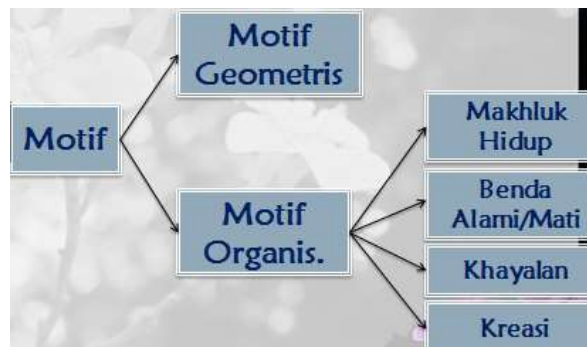 Motif
Motif
Geometris
Motif
Organis.
Makhluk
Hidup
Benda
Alami/Mati
Khayalan
Kreasi